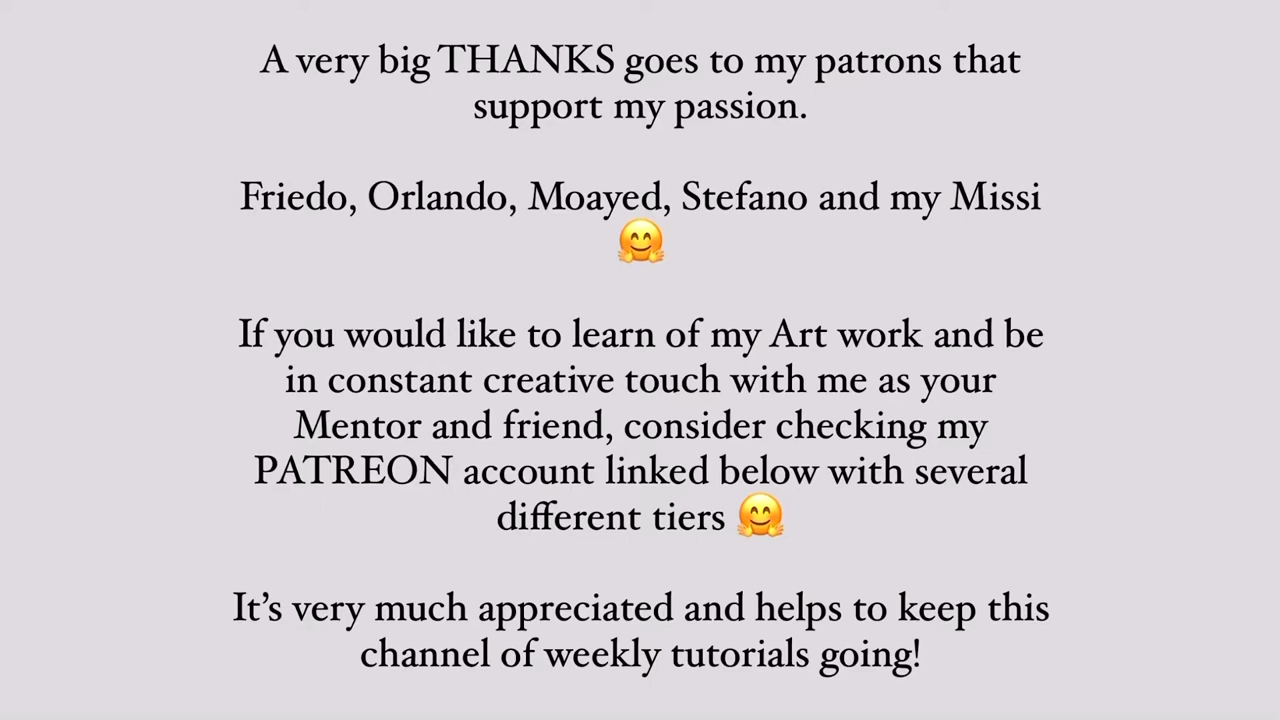 A very big THANKS goes to my patrons that
support my passion.
Friedo, Orlando, Moayed, Stefano and my Missi
🤗
If you would like to learn of my Art work and be
in constant creative touch with me as your
Mentor and friend, consider checking my
PATREON account linked below with several
different tiers 🤗
It’s very much appreciated and helps to keep this
channel of weekly tutorials going!